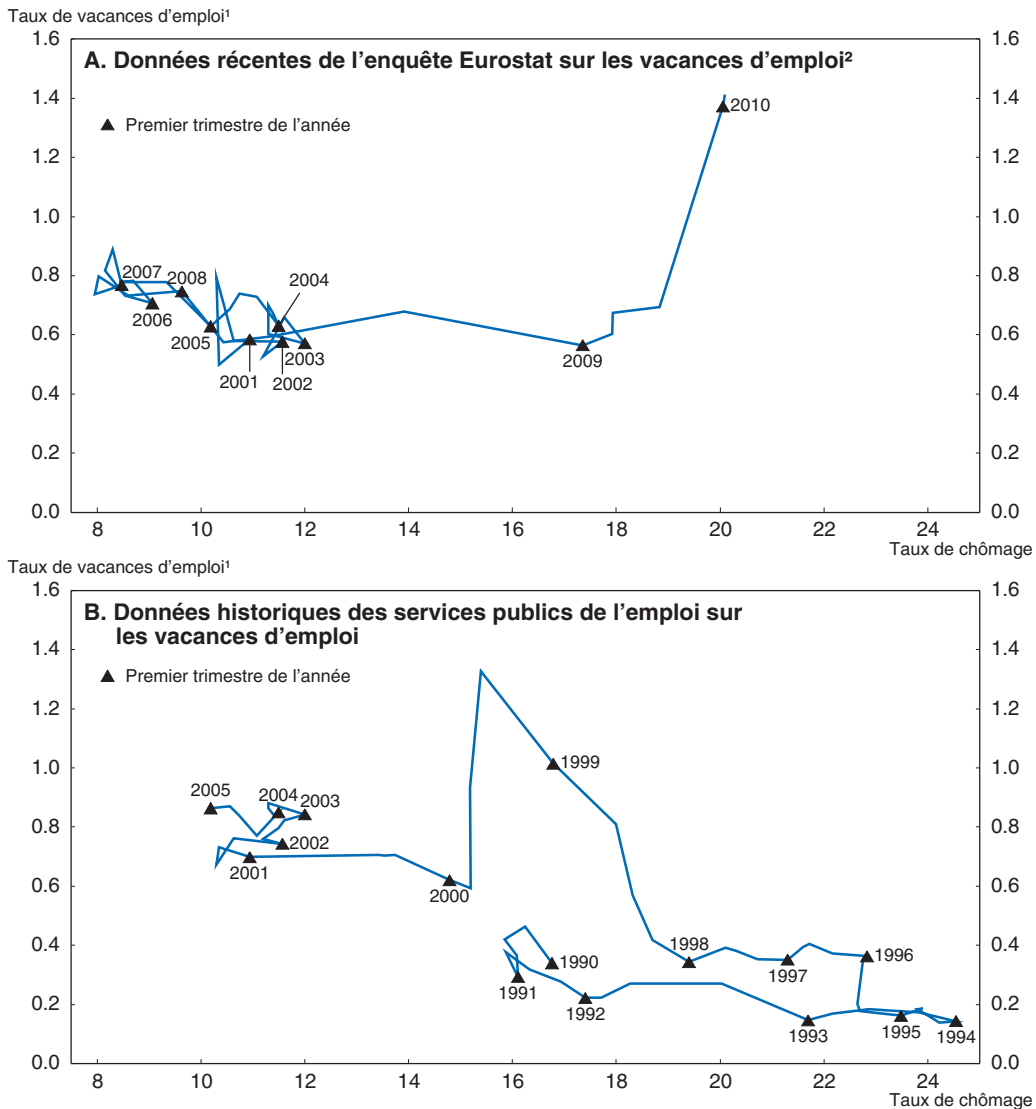 Taux de vacances d'emploi¹
1.6 1.6
A. Données récentes de l'enquête Eurostat sur les vacances d'emploi²
1.4 1.4
2010
▲ Premier trimestre de l'année
1.2 1.2
1.0 1.0
0.8 0.8
2007 2008 2004
2006
0.6 0.6
2005 2003 2009
2001 2002
0.4 0.4
0.2 0.2
0.0 0.0
8 10 12 14 16 18 20 22 24
Taux de chômage
Taux de vacances d'emploi¹
1.6 1.6
B. Données historiques des services publics de l'emploi sur
les vacances d'emploi
1.4 1.4
▲ Premier trimestre de l'année
1.2 1.2
1.0 1.0
1999
2005 2004 2003
0.8 0.8
2002
2001
0.6 0.6
2000
0.4 0.4
1998 1996
1990 1997
1991
0.2 0.2
1992 1993 1995 1994
0.0 0.0
8 10 12 14 16 18 20 22 24
Taux de chômage